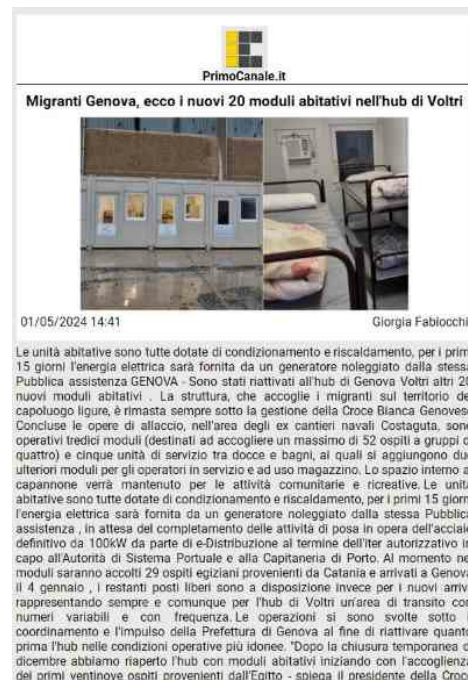 PrimoCanale.it
Migranti Genova, ecco i nuovi 20 moduli abitativi nell'hub di Voltri
01/05/2024 14:41
Giorgia Fabiocchi
Le unità abitative sono tutte dotate di condizionamento e riscaldamento, per i prim
15 giorni l'energia elettrica sarà fornita da un generatore noleggiato dalla stessa
Pubblica assistenza GENOVA - Sono stati riattivati all'hub di Genova Voltri altri 20
nuovi moduli abitativi . La struttura, che accoglie i migranti sul territorio de
capoluogo ligure, è rimasta sempre sotto la gestione della Croce Bianca Genoves
Concluse le opere di allaccio, nell'area degli ex cantieri navali Costaguta, sono
operativi tredici moduli (destinati ad accogliere un massimo di 52 ospiti a gruppi d
quattro) e cinque unità di servizio tra docce e bagni, ai quali si aggiungono du
ulteriori moduli per gli operatori in servizio e ad uso magazzino. Lo spazio interno a
capannone verrà mantenuto per le attività comunitarie e ricreative. Le unità
abitative sono tutte dotate di condizionamento e riscaldamento, per i primi 15 giorn
l'energia elettrica sarà fornita da un generatore noleggiato dalla stessa Pubblica
assistenza , in attesa del completamento delle attività di posa in opera dell'acciaio
definitivo da 100kW da parte di e-Distribuzione al termine dell'iter autorizzativo in
capo all'Autorità di Sistema Portuale e alla Capitaneria di Porto. Al momento ne
moduli saranno accolti 29 ospiti egiziani provenienti da Catania e arrivati a Genova
il 4 gennaio , i restanti posti liberi sono a disposizione invece per i nuovi arriv
rappresentando sempre e comunque per l'hub di Voltri un'area di transito con
numeri variabili e con frequenza. Le operazioni si sono svolte sotto i
coordinamento e l'impulso della Prefettura di Genova al fine di riattivare quanto
prima l'hub nelle condizioni operative più idonee. "Dopo la chiusura temporanea d
dicembre abbiamo riaperto l'hub con moduli abitativi iniziando con l'accoglienza
dei primi ventinove ospiti provenienti dall'Egitto - spiega il presidente della Croce